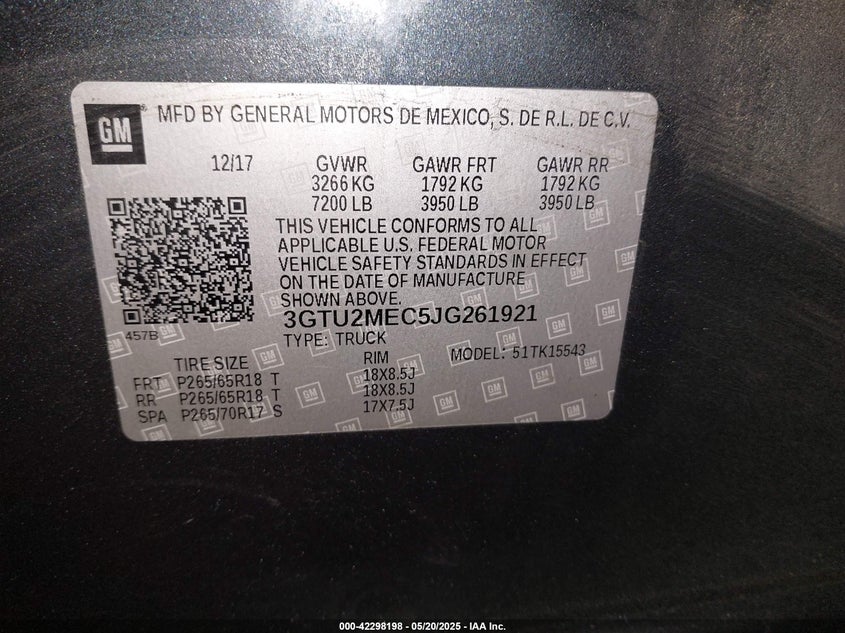 GM
MFD BY GENERAL MOTORS DE MEXICO, S. DE R.L. DE C.V.
12/17 GVWR GAWR FRT GAWR RR
3266 KG 1792 KG 1792 KG
7200 LB 3950 LB 3950 LB
THIS VEHICLE CONFORMS TO ALL
APPLICABLE U.S. FEDERAL MOTOR
VEHICLE SAFETY STANDARDS IN EFFECT
ON THE DATE OF MANUFACTURE
SHOWN ABOVE.
457B
3GTU2MEC5JG261921
TYPE: TRUCK
TIRE SIZE RIM MODEL: 51TK15543
FRT P265/65R18 T 18X8.5J
RR P265/65R18 T 18X8.5J
SPA P265/70R17 S 17X7.5J
000-42298198 - 05/20/2025 - IAA Inc.